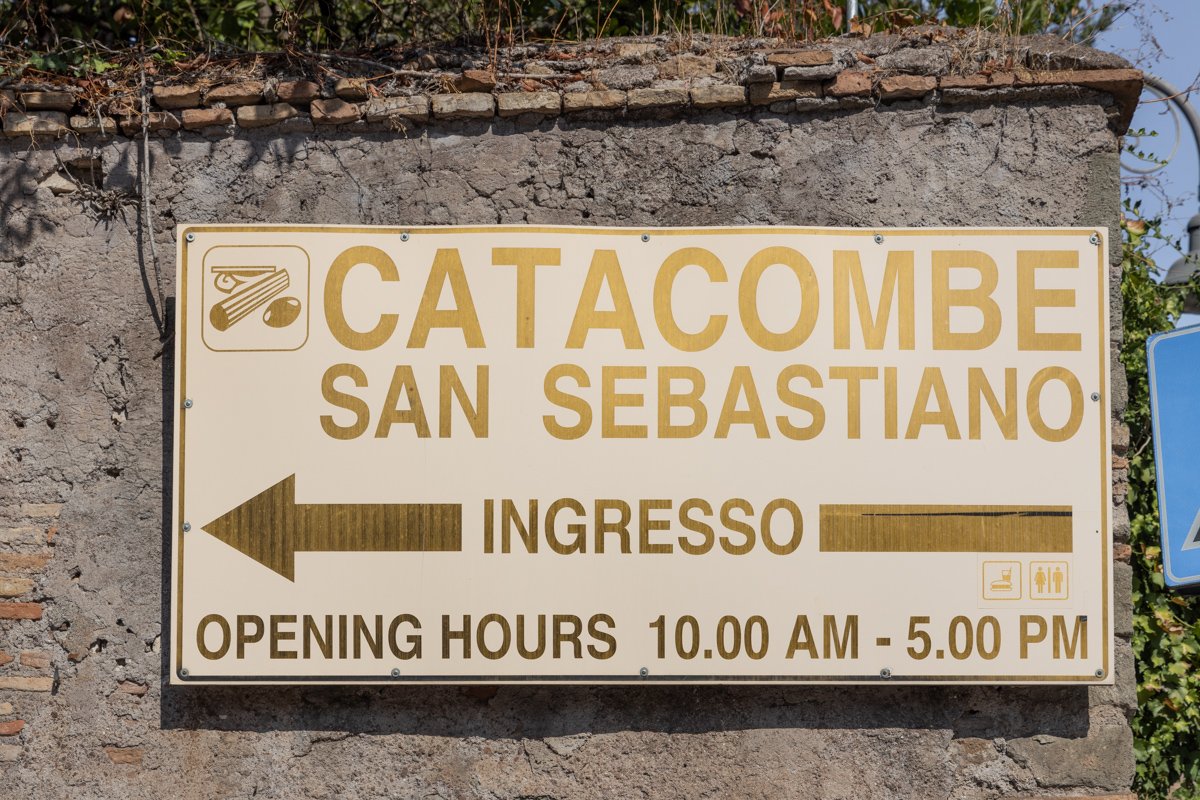 CATACOMBE
SAN SEBASTIANO
INGRESSO
OPENING HOURS 10.00 AM - 5.00 PM